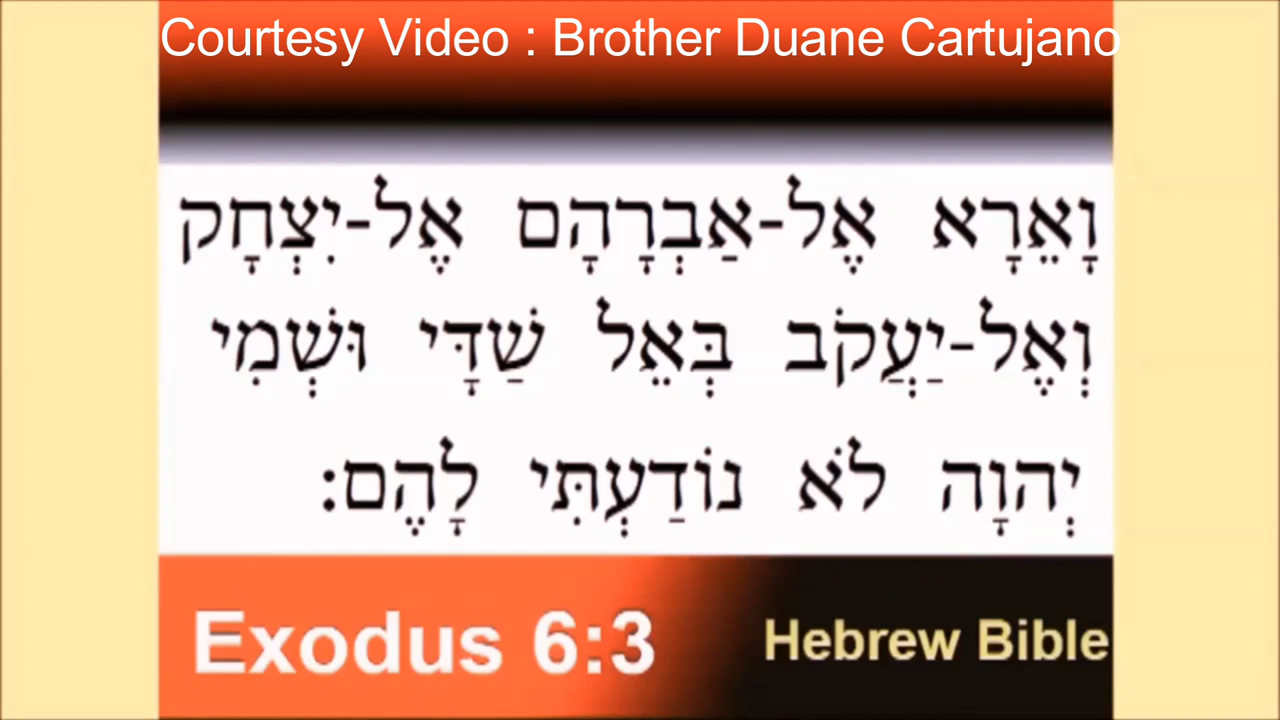 Courtesy Video : Brother Duane Cartujano
וָאֵרָא אֶל-אַבְרָהָם אֶל-יִצְחָק
וְאֶל-יַעֲקֹב בְּאֵל שַׁדָּי וּשְׁמִי
יְהוָה לֹא נוֹדַעְתִּי לָהֶם:
Exodus 6:3
Hebrew Bible